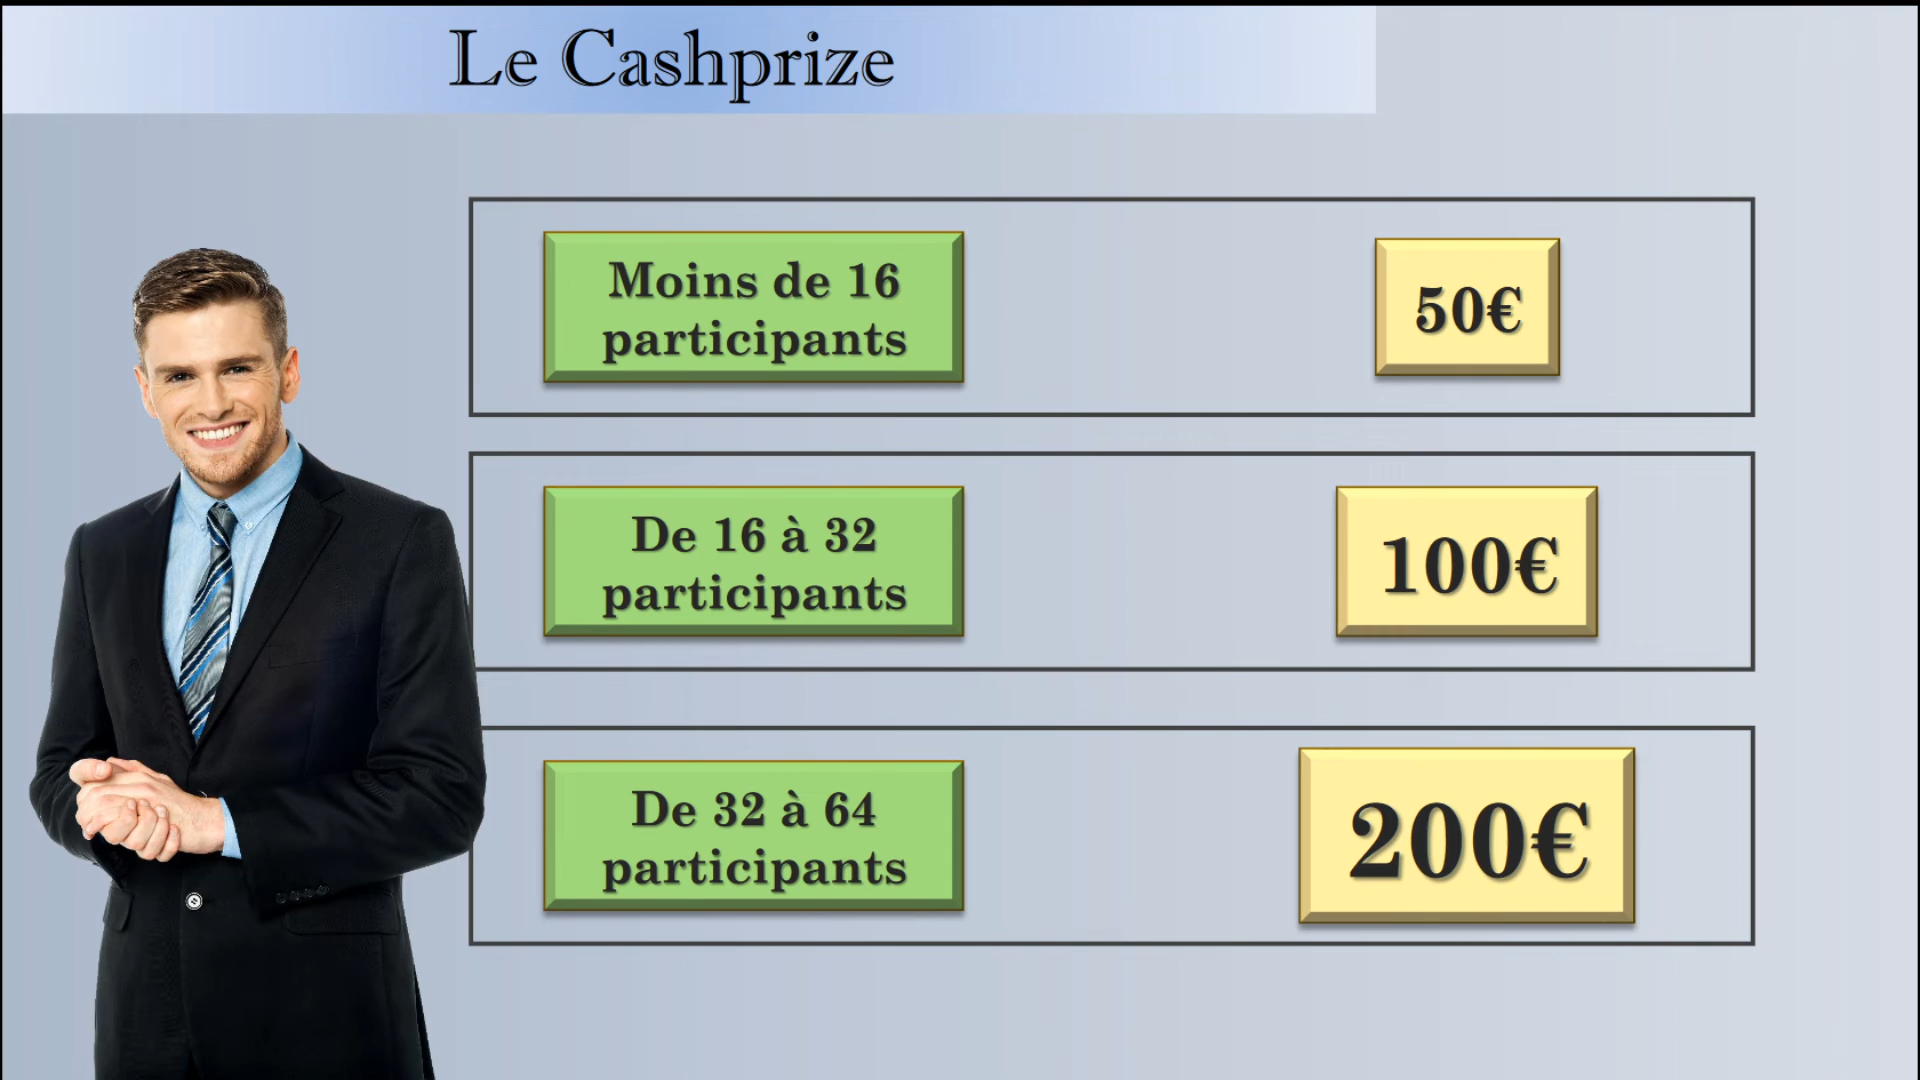 Le Cashprize
Moins de 16
participants
50€
De 16 à 32
participants
100€
De 32 à 64
participants
200€